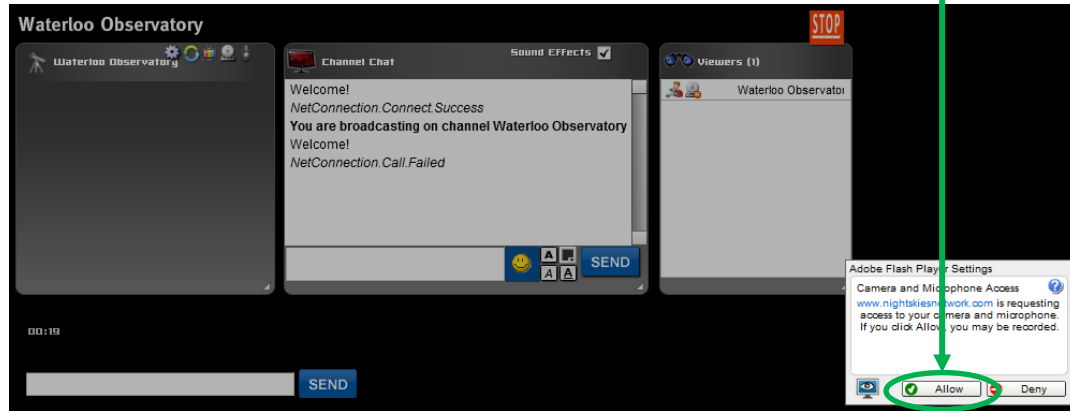 Waterloo Observatory
STOP
Waterloo Observatory
Channel Chat
Sound Effects
Viewers (1)
Welcome!
NetConnection.Connect.Success
You are broadcasting on channel Waterloo Observatory
Welcome!
NetConnection.Call.Failed
Waterloo Observator
A
A A
SEND
00:19
SEND
Adobe Flash Player Settings
Camera and Microphone Access
www.nightskiesnetwork.com is requesting
access to your camera and microphone.
If you click Allow, you may be recorded.
Allow
Deny